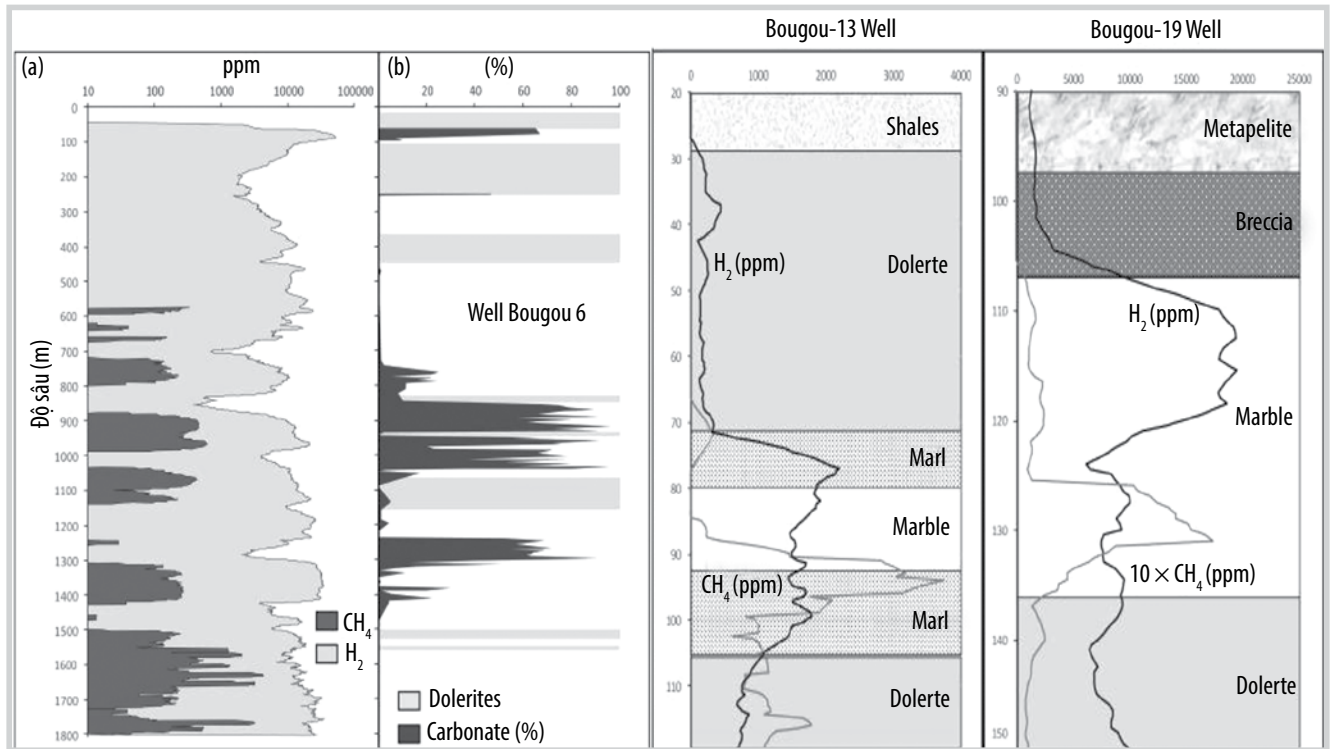 Bougou-13 Well
Bougou-19 Well
(a)
ppm
10 100 1000 10000 100000
Độ sâu (m)
0
100
200
300
400
500
600
700
800
900
1000
1100
1200
1300
1400
1500
1600
1700
1800
CH4
H2
(b)
(%)
20 40 60 80 100
Well Bougou 6
Dolerites
Carbonate (%)
0 1000 2000 3000 4000
20
30
40
50
60
70
80
90
100
110
Shales
H2 (ppm)
Dolerte
Marl
Marble
CH4 (ppm)
Marl
Dolerte
0 5000 10000 15000 20000 25000
90
100
110
120
130
140
150
Metapelite
Breccia
H2 (ppm)
Marble
10 × CH4 (ppm)
Dolerte